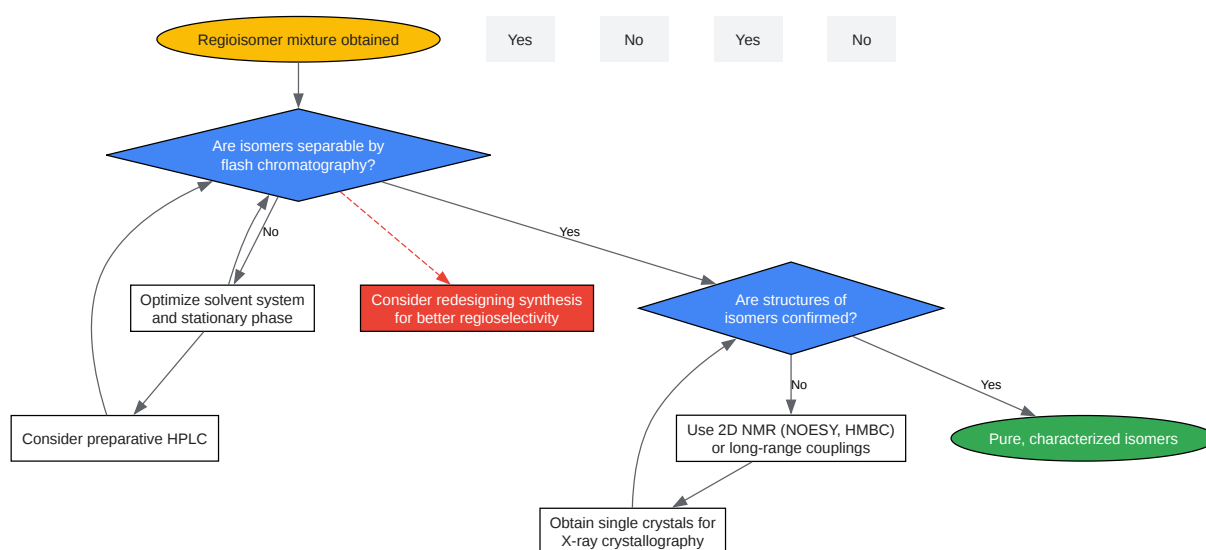 Regioisomer mixture obtained
Yes
No
Yes
No
Are isomers separable by
flash chromatography?
No
Yes
Optimize solvent system
and stationary phase
Consider redesigning synthesis
for better regioselectivity
Are structures of
isomers confirmed?
No
Yes
Consider preparative HPLC
Use 2D NMR (NOESY, HMBC)
or long-range couplings
Pure, characterized isomers
Obtain single crystals for
X-ray crystallography